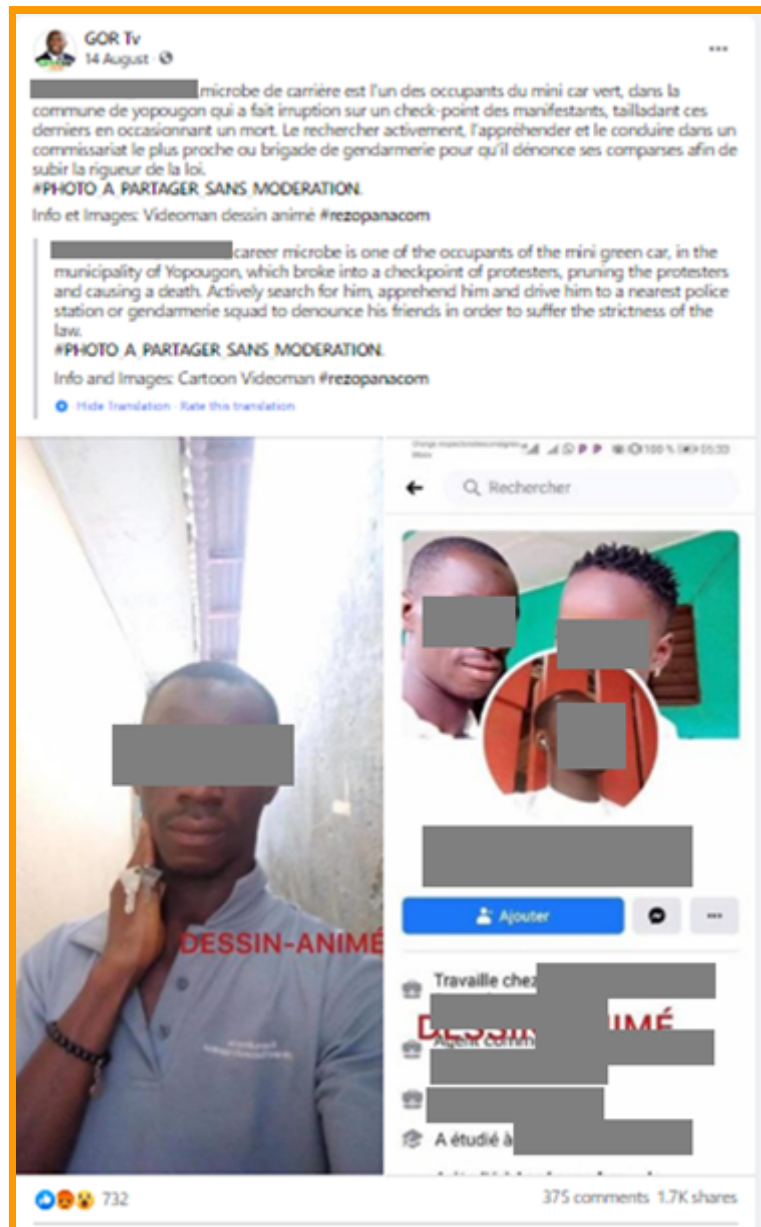 GOR Tv
14 August
microbe de carrière est l'un des occupants du mini car vert, dans la
commune de yopougon qui a fait irruption sur un check-point des manifestants, tailladant ces
derniers en occasionnant un mort. Le rechercher activement, l'appréhender et le conduire dans un
commissariat le plus proche ou brigade de gendarmerie pour qu'il dénonce ses comparses afin de
subir la rigueur de la loi.
#PHOTO_A_PARTAGER_SANS_MODERATION.
Info et Images: Videoman dessin animé #rezopanacom
career microbe is one of the occupants of the mini green car, in the
municipality of Yopougon, which broke into a checkpoint of protesters, pruning the protesters
and causing a death. Actively search for him, apprehend him and drive him to a nearest police
station or gendarmerie squad to denounce his friends in order to suffer the strictness of the
law.
#PHOTO_A_PARTAGER_SANS_MODERATION.
Info and Images: Cartoon Videoman #rezopanacom
Hide Translation · Rate this translation
100 % 05:33
Rechercher
DESSIN-ANIMÉ
Ajouter
Travaille chez
Agent comm
A étudié à
732
375 comments 1.7K shares